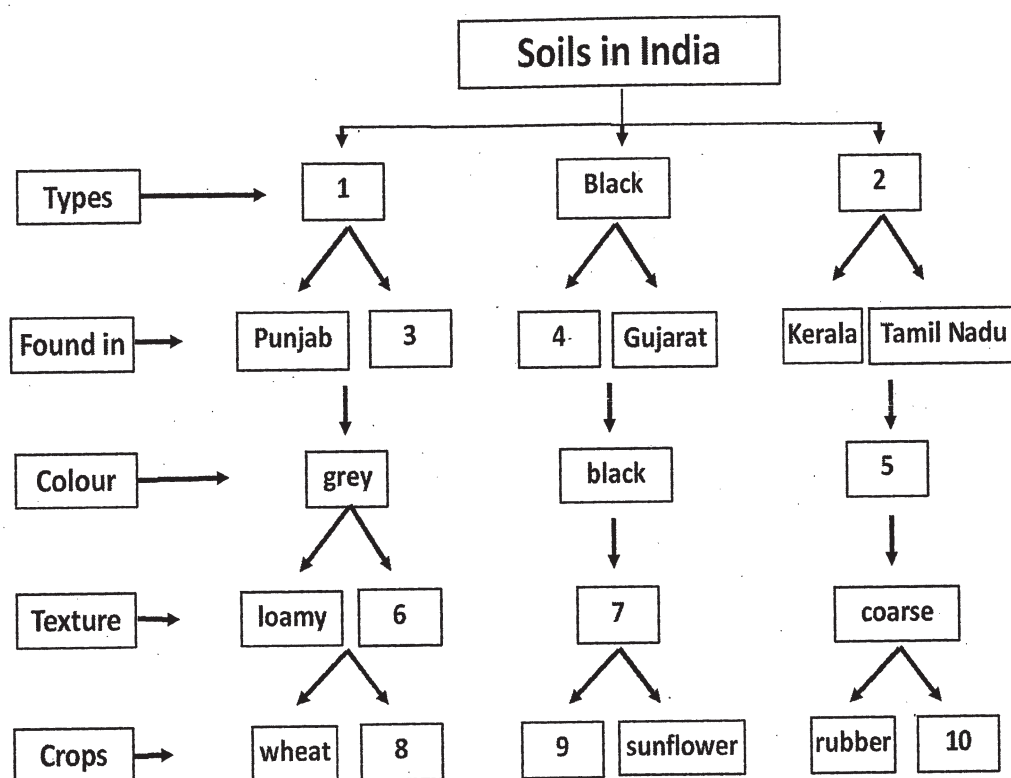 Soils in India
Types
1
Black
2
Found in
Punjab
3
4
Gujarat
Kerala
Tamil Nadu
Colour
grey
black
5
Texture
loamy
6
7
coarse
Crops
wheat
8
9
sunflower
rubber
10